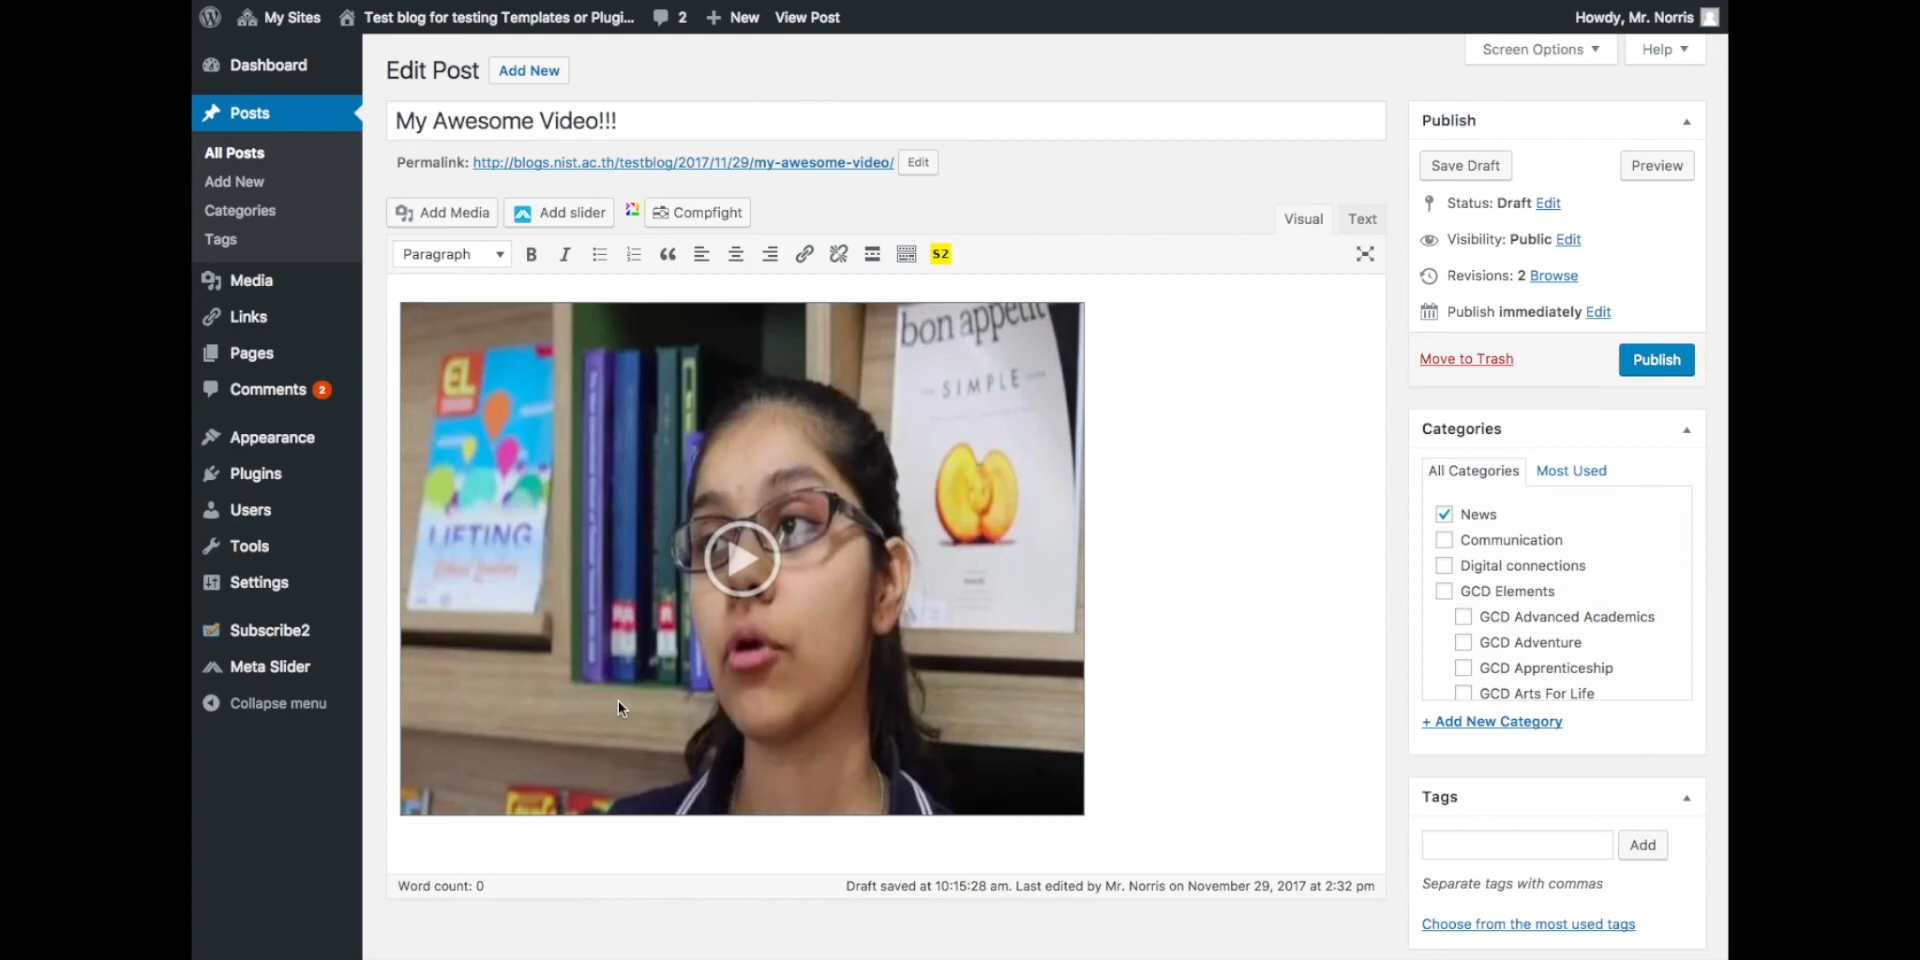 My Sites
Test blog for testing Templates or Plugi...
2
New
View Post
Howdy, Mr. Norris
Screen Options
Help
Dashboard
Posts
All Posts
Add New
Categories
Tags
Media
Links
Pages
Comments 2
Appearance
Plugins
Users
Tools
Settings
Subscribe2
Meta Slider
Collapse menu
Edit Post
Add New
My Awesome Video!!!
Permalink: http://blogs.nist.ac.th/testblog/2017/11/29/my-awesome-video/ Edit
Add Media
Add slider
Compfight
Visual
Text
Paragraph
B
I
S2
EL
LIFTING
bon appétit
SIMPLE
Word count: 0
Draft saved at 10:15:28 am. Last edited by Mr. Norris on November 29, 2017 at 2:32 pm
Publish
Save Draft
Preview
Status: Draft Edit
Visibility: Public Edit
Revisions: 2 Browse
Publish immediately Edit
Move to Trash
Publish
Categories
All Categories
Most Used
News
Communication
Digital connections
GCD Elements
GCD Advanced Academics
GCD Adventure
GCD Apprenticeship
GCD Arts For Life
+ Add New Category
Tags
Add
Separate tags with commas
Choose from the most used tags